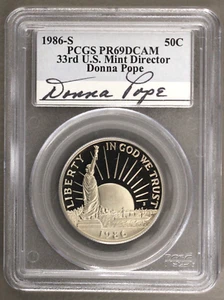 1986-S 50C
PCGS PR69DCAM
33rd U.S. Mint Director
Donna Pope
Donna Pope
LIBERTY IN GOD WE TRUST
1986